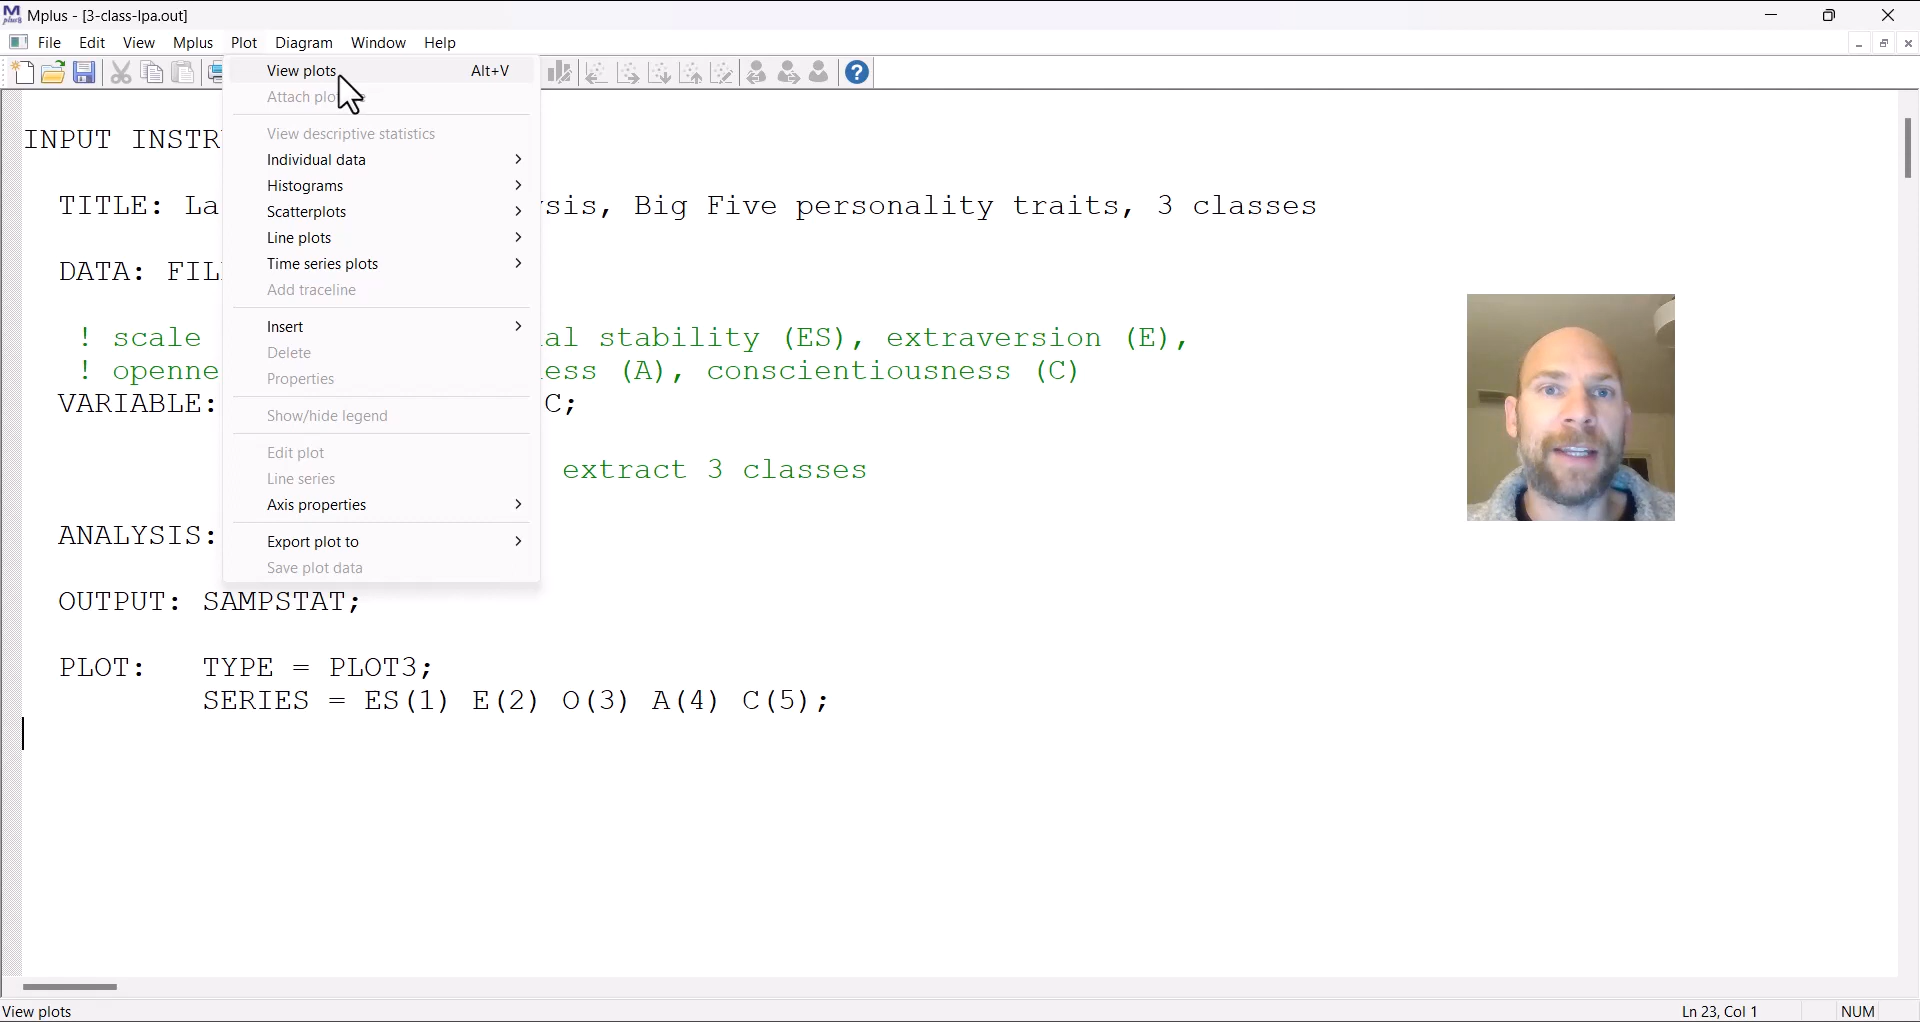 Mplus - [3-class-lpa.out]
File Edit View Mplus Plot Diagram Window Help
View plots Alt+V
Attach plo
View descriptive statistics
Individual data
Histograms
Scatterplots
Line plots
Time series plots
Add traceline
Insert
Delete
Properties
Show/hide legend
Edit plot
Line series
Axis properties
Export plot to
Save plot data
INPUT INSTR
TITLE: La ysis, Big Five personality traits, 3 classes
DATA: FIL
! scale al stability (ES), extraversion (E),
! openne ess (A), conscientiousness (C)
VARIABLE: C;
extract 3 classes
ANALYSIS:
OUTPUT: SAMPSTAT;
PLOT: TYPE = PLOT3;
SERIES = ES(1) E(2) O(3) A(4) C(5);
View plots Ln 23, Col 1 NUM